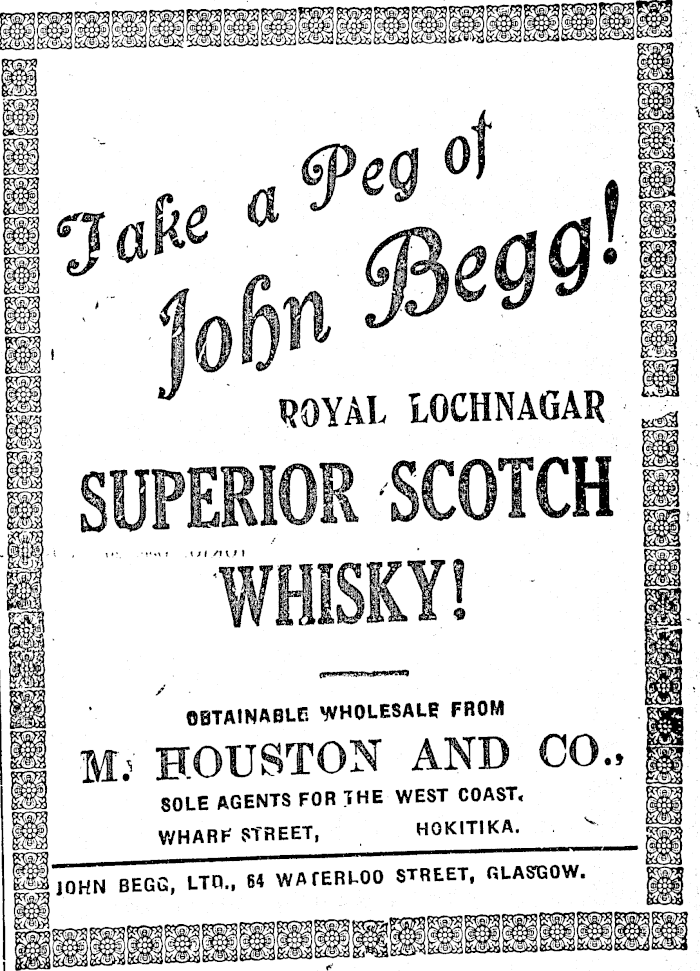 Take a Peg of
John Begg!
ROYAL LOCHNAGAR
SUPERIOR SCOTCH
WHISKY!
OBTAINABLE WHOLESALE FROM
M. HOUSTON AND CO.,
SOLE AGENTS FOR THE WEST COAST.
WHARF STREET, HOKITIKA.
JOHN BEGG, LTD., 64 WATERLOO STREET, GLASGOW.